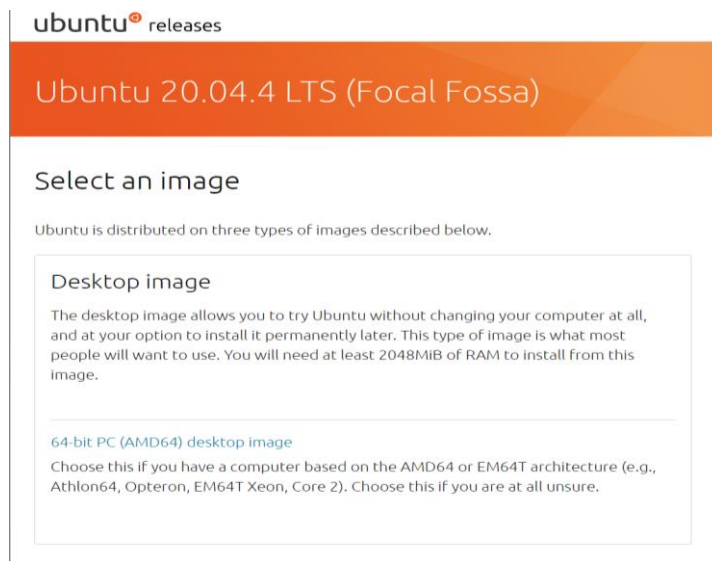 ubuntu releases
Ubuntu 20.04.4 LTS (Focal Fossa)
Select an image
Ubuntu is distributed on three types of images described below.
Desktop image
The desktop image allows you to try Ubuntu without changing your computer at all,
and at your option to install it permanently later. This type of image is what most
people will want to use. You will need at least 2048MiB of RAM to install from this
image.
64-bit PC (AMD64) desktop image
Choose this if you have a computer based on the AMD64 or EM64T architecture (e.g.,
Athlon64, Opteron, EM64T Xeon, Core 2). Choose this if you are at all unsure.